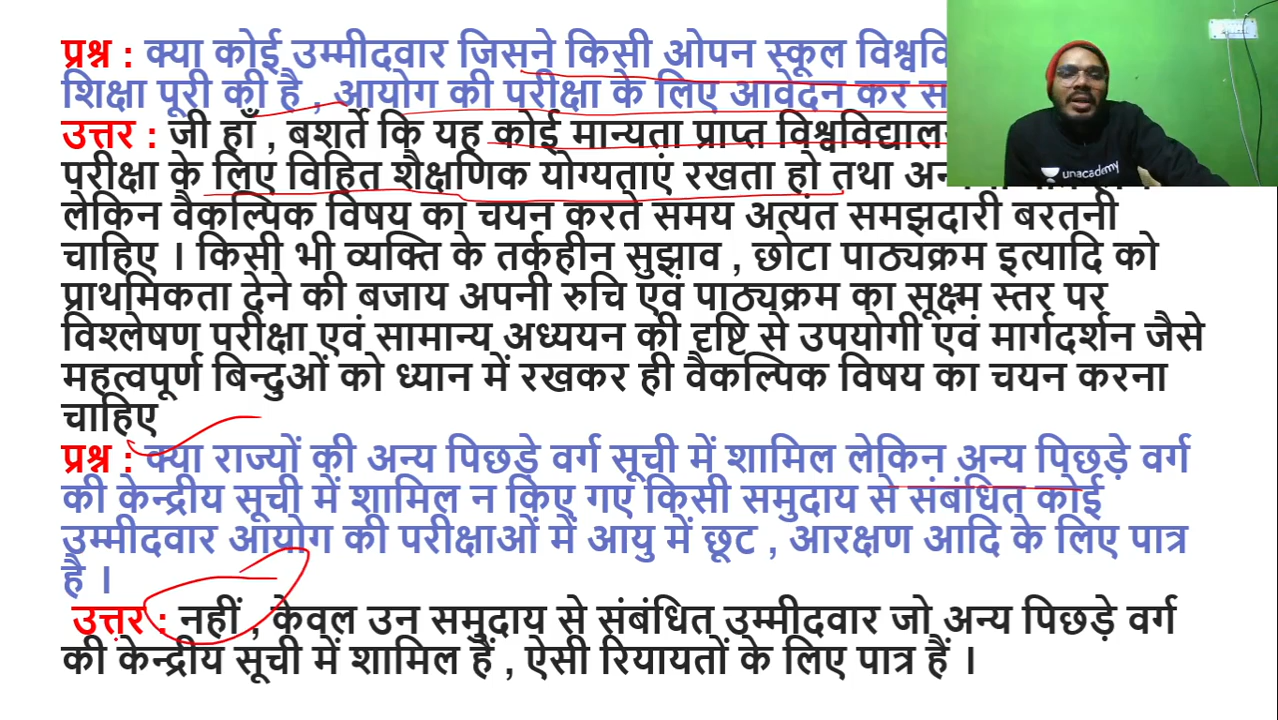 प्रश्न : क्या कोई उम्मीदवार जिसने किसी ओपन स्कूल
शिक्षा पूरी की है , आयोग की परीक्षा के लिए आवेदन कर
उत्तर : जी हाँ , बशर्ते कि यह कोई मान्यता प्राप्त
unacademy
परीक्षा के लिए विहित शैक्षणिक योग्यताएं रखता हो तथा
लेकिन वैकल्पिक विषय का चयन करते समय अत्यंत समझदारी बरतनी
चाहिए । किसी भी व्यक्ति के तर्कहीन सुझाव , छोटा पाठ्यक्रम इत्यादि को
प्राथमिकता देने की बजाय अपनी रुचि एवं पाठ्यक्रम का सूक्ष्म स्तर पर
विश्लेषण परीक्षा एवं सामान्य अध्ययन की दृष्टि से उपयोगी एवं मार्गदर्शन जैसे
महत्वपूर्ण बिन्दुओं को ध्यान में रखकर ही वैकल्पिक विषय का चयन करना
चाहिए
प्रश्न : क्या राज्यों की अन्य पिछड़े वर्ग सूची में शामिल लेकिन अन्य पिछड़े वर्ग
की केन्द्रीय सूची में शामिल न किए गए किसी समुदाय से संबंधित कोई
उम्मीदवार आयोग की परीक्षाओं में आयु में छूट , आरक्षण आदि के लिए पात्र
है ।
उत्तर : नहीं , केवल उन समुदाय से संबंधित उम्मीदवार जो अन्य पिछड़े वर्ग
की केन्द्रीय सूची में शामिल हैं , ऐसी रियायतों के लिए पात्र हैं ।